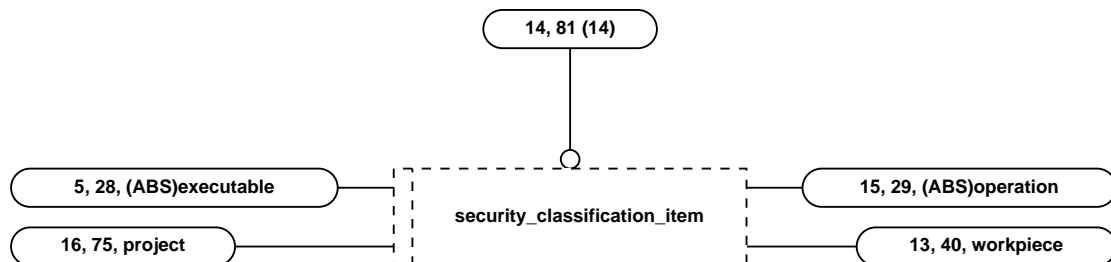 14, 81 (14)
5, 28, (ABS)executable
15, 29, (ABS)operation
security_classification_item
16, 75, project
13, 40, workpiece